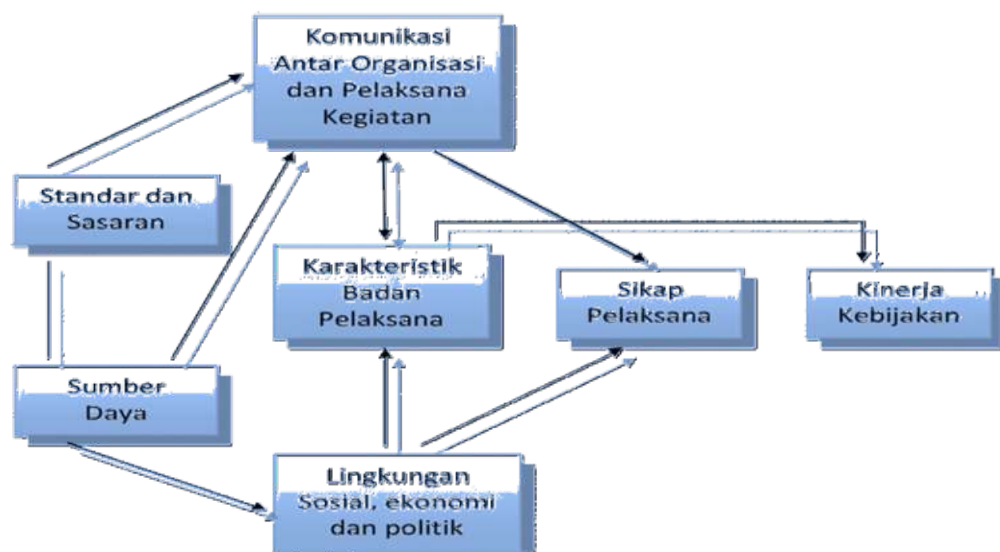 Komunikasi
Antar Organisasi
dan Pelaksana
Kegiatan
Standar dan
Sasaran
Karakteristik
Badan
Pelaksana
Sikap
Pelaksana
Kinerja
Kebijakan
Sumber
Daya
Lingkungan
Sosial, ekonomi
dan politik